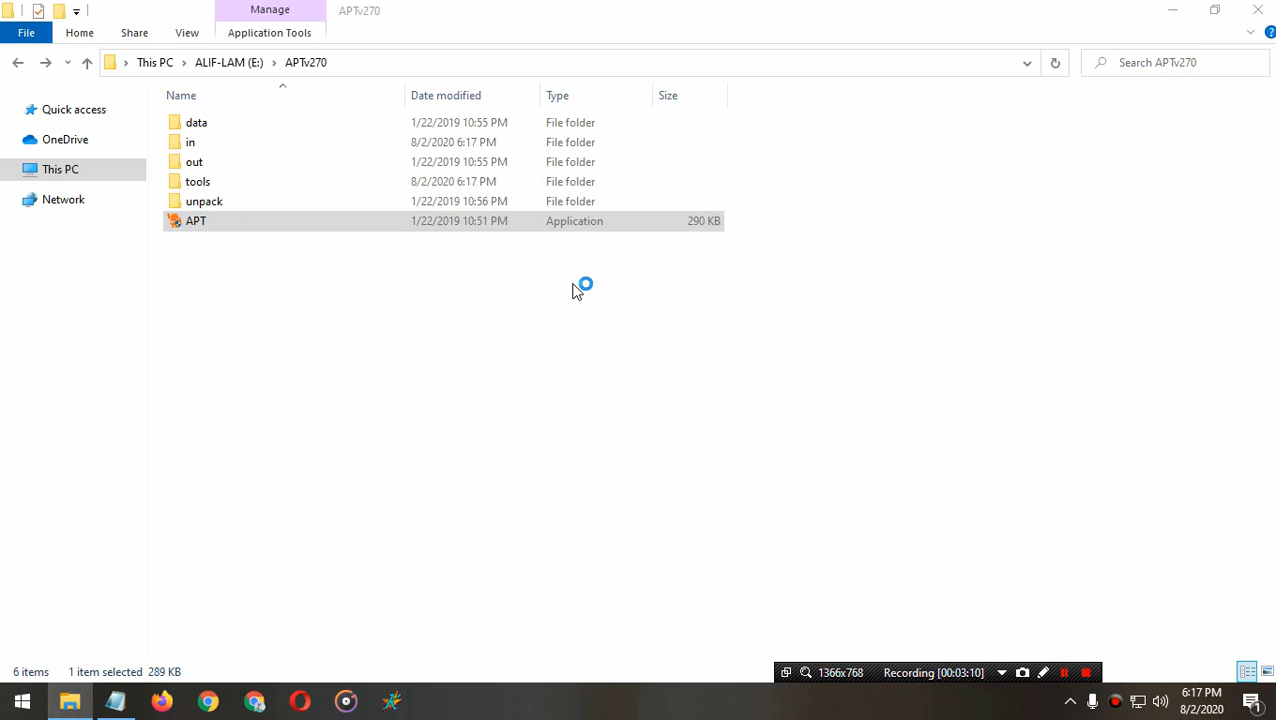 Manage
APTv270
File
Home
Share
View
Application Tools
This PC
ALIF-LAM (E:)
APTv270
Search APTv270
Name
Date modified
Type
Size
Quick access
OneDrive
This PC
Network
data 1/22/2019 10:55 PM File folder
in 8/2/2020 6:17 PM File folder
out 1/22/2019 10:55 PM File folder
tools 8/2/2020 6:17 PM File folder
unpack 1/22/2019 10:56 PM File folder
APT 1/22/2019 10:51 PM Application 290 KB
6 items 1 item selected 289 KB
1366x768 Recording [00:03:10]
6:17 PM
8/2/2020
1